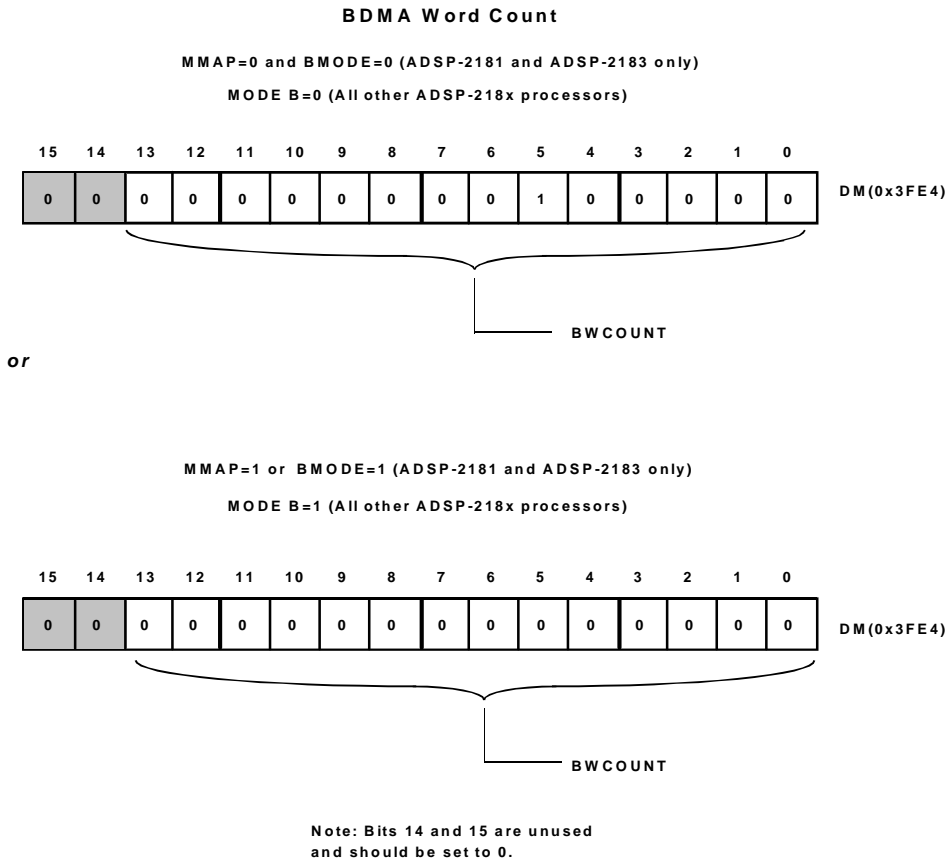 BDMA Word Count
MMAP=0 and BMODE=0 (ADSP-2181 and ADSP-2183 only)
MODE B=0 (All other ADSP-218x processors)
15 14 13 12 11 10 9 8 7 6 5 4 3 2 1 0
0 0 0 0 0 0 0 0 0 0 1 0 0 0 0 0 DM(0x3FE4)
BWCOUNT
or
MMAP=1 or BMODE=1 (ADSP-2181 and ADSP-2183 only)
MODE B=1 (All other ADSP-218x processors)
15 14 13 12 11 10 9 8 7 6 5 4 3 2 1 0
0 0 0 0 0 0 0 0 0 0 0 0 0 0 0 0 DM(0x3FE4)
BWCOUNT
Note: Bits 14 and 15 are unused
and should be set to 0.